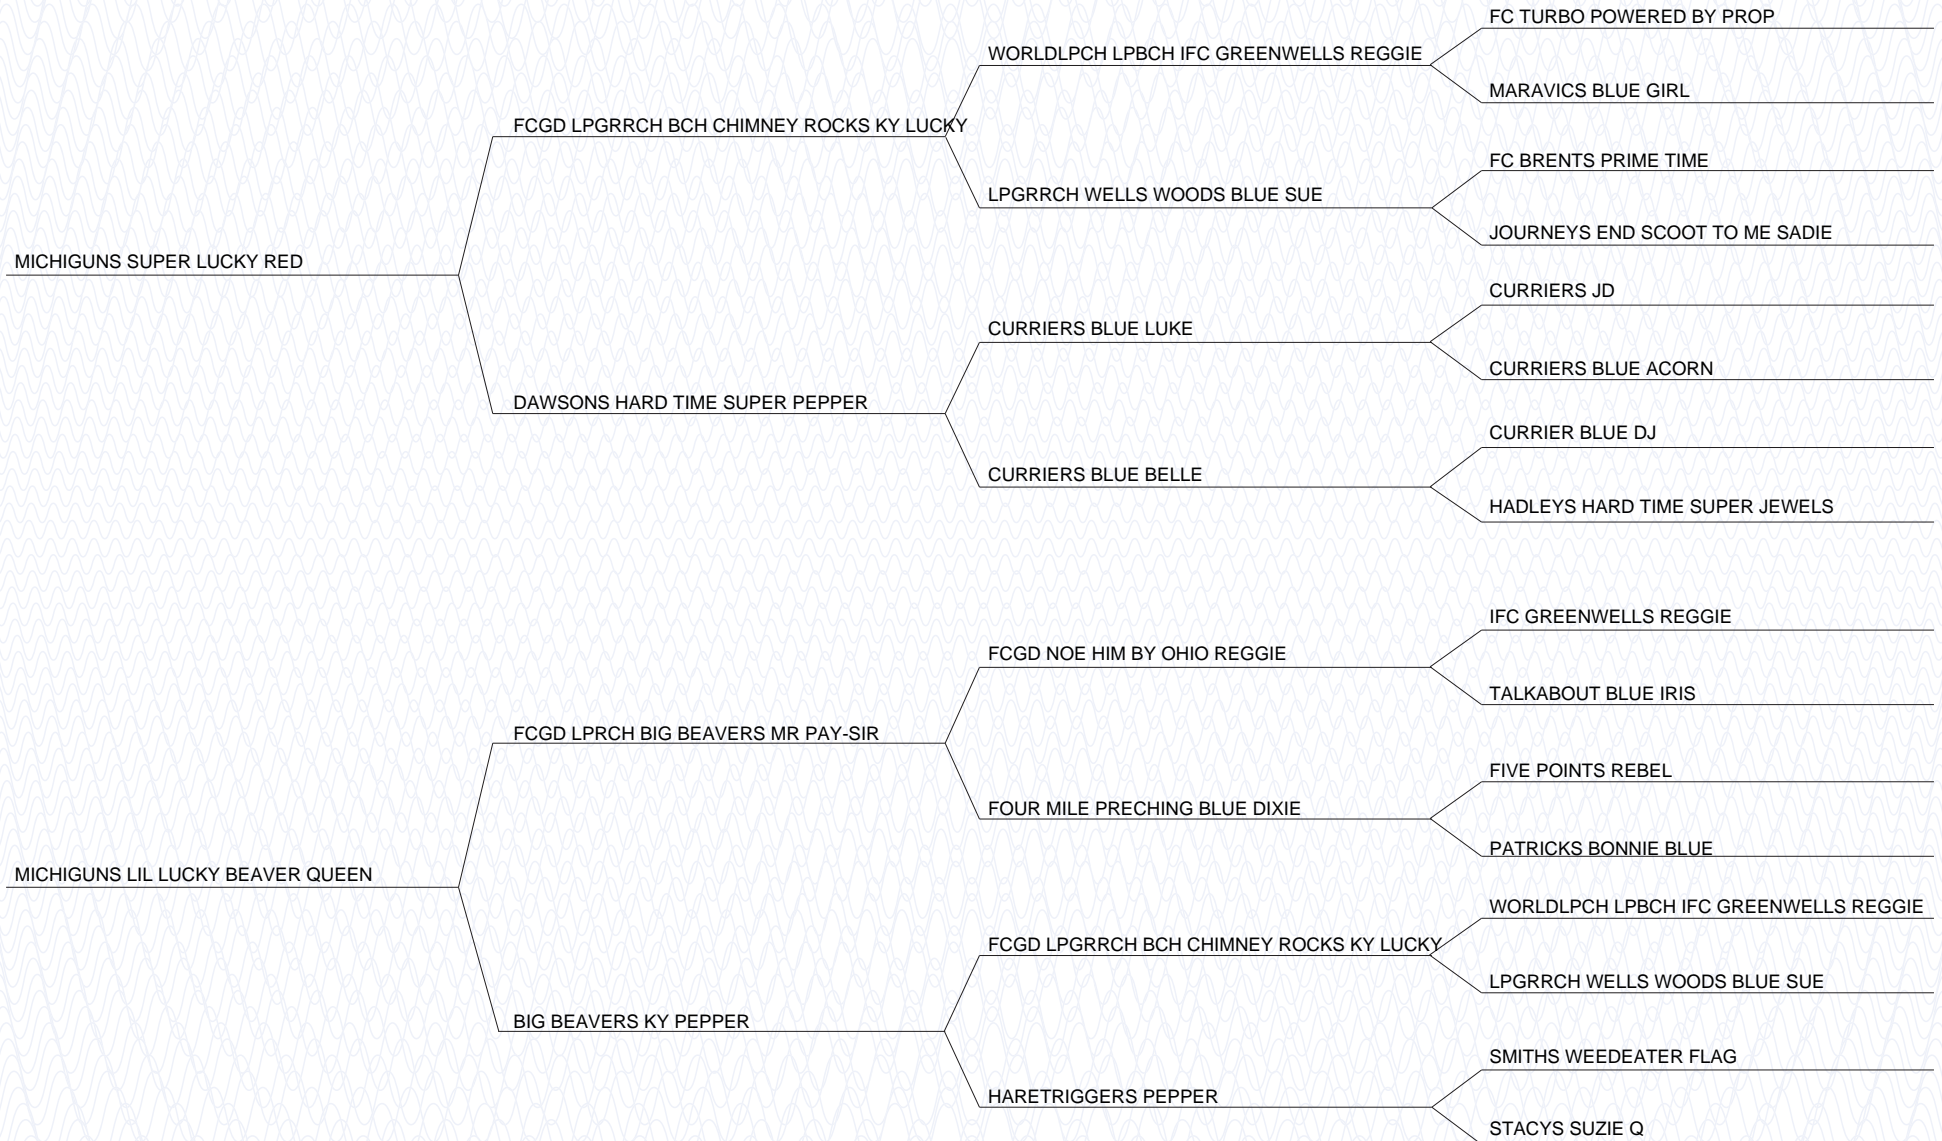 FC TURBO POWERED BY PROP
WORLDLPCH LPBCH IFC GREENWELLS REGGIE
MARAVICS BLUE GIRL
FCGD LPGRRCH BCH CHIMNEY ROCKS KY LUCKY
FC BRENTS PRIME TIME
LPGRRCH WELLS WOODS BLUE SUE
JOURNEYS END SCOOT TO ME SADIE
MICHIGUNS SUPER LUCKY RED
CURRIERS JD
CURRIERS BLUE LUKE
CURRIERS BLUE ACORN
DAWSONS HARD TIME SUPER PEPPER
CURRIER BLUE DJ
CURRIERS BLUE BELLE
HADLEYS HARD TIME SUPER JEWELS
IFC GREENWELLS REGGIE
FCGD NOE HIM BY OHIO REGGIE
TALKABOUT BLUE IRIS
FCGD LPRCH BIG BEAVERS MR PAY-SIR
FIVE POINTS REBEL
FOUR MILE PRECHING BLUE DIXIE
PATRICKS BONNIE BLUE
MICHIGUNS LIL LUCKY BEAVER QUEEN
WORLDLPCH LPBCH IFC GREENWELLS REGGIE
FCGD LPGRRCH BCH CHIMNEY ROCKS KY LUCKY
LPGRRCH WELLS WOODS BLUE SUE
BIG BEAVERS KY PEPPER
SMITHS WEEDEATER FLAG
HARETRIGGERS PEPPER
STACYS SUZIE Q